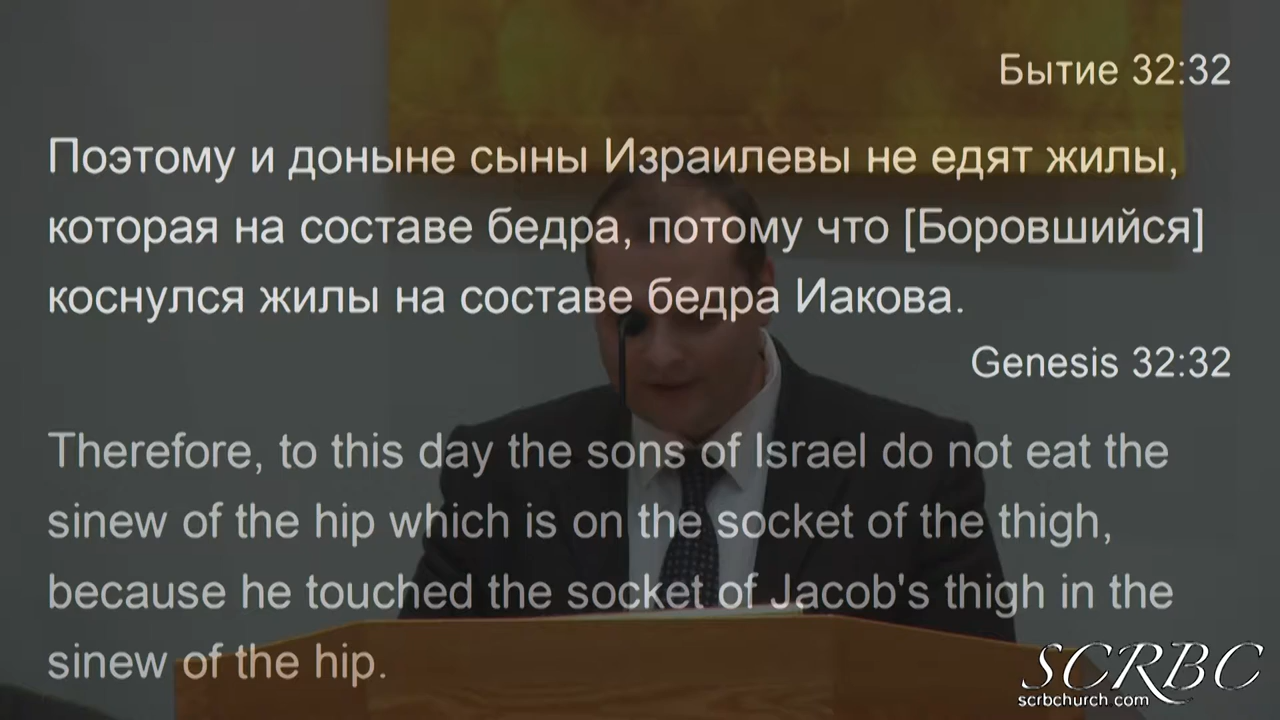 Бытие 32:32
Поэтому и доныне сыны Израилевы не едят жилы,
которая на составе бедра, потому что [Боровшийся]
коснулся жилы на составе бедра Иакова.
Genesis 32:32
Therefore, to this day the sons of Israel do not eat the
sinew of the hip which is on the socket of the thigh,
because he touched the socket of Jacob's thigh in the
sinew of the hip.
SCRBC
scrbchurch.com